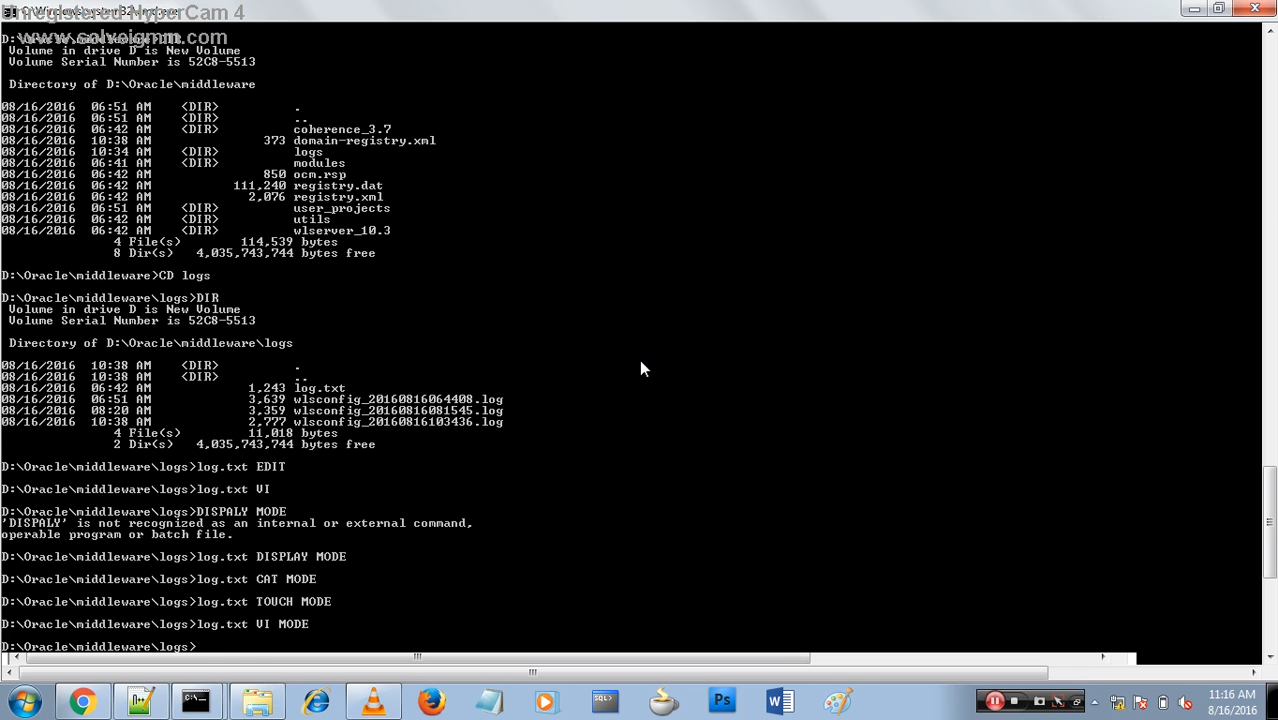 Unregistered HyperCam 4
www.solveigmm.com
Volume in drive D is New Volume
Volume Serial Number is 52C8-5513
Directory of D:\Oracle\middleware
08/16/2016  06:51 AM    <DIR>          .
08/16/2016  06:51 AM    <DIR>          ..
08/16/2016  06:42 AM    <DIR>          coherence_3.7
08/16/2016  10:38 AM               373 domain-registry.xml
08/16/2016  10:34 AM    <DIR>          logs
08/16/2016  06:41 AM    <DIR>          modules
08/16/2016  06:42 AM               850 ocm.rsp
08/16/2016  06:42 AM           111,240 registry.dat
08/16/2016  06:42 AM             2,076 registry.xml
08/16/2016  06:51 AM    <DIR>          user_projects
08/16/2016  06:42 AM    <DIR>          utils
08/16/2016  06:42 AM    <DIR>          wlserver_10.3
4 File(s)        114,539 bytes
8 Dir(s)   4,035,743,744 bytes free
D:\Oracle\middleware>CD logs
D:\Oracle\middleware\logs>DIR
Volume in drive D is New Volume
Volume Serial Number is 52C8-5513
Directory of D:\Oracle\middleware\logs
08/16/2016  10:38 AM    <DIR>          .
08/16/2016  10:38 AM    <DIR>          ..
08/16/2016  06:42 AM             1,243 log.txt
08/16/2016  06:51 AM             3,639 wlsconfig_20160816064408.log
08/16/2016  08:20 AM             3,359 wlsconfig_20160816081545.log
08/16/2016  10:38 AM             2,777 wlsconfig_20160816103436.log
4 File(s)         11,018 bytes
2 Dir(s)   4,035,743,744 bytes free
D:\Oracle\middleware\logs>log.txt EDIT
D:\Oracle\middleware\logs>log.txt VI
D:\Oracle\middleware\logs>DISPALY MODE
'DISPALY' is not recognized as an internal or external command,
operable program or batch file.
D:\Oracle\middleware\logs>log.txt DISPLAY MODE
D:\Oracle\middleware\logs>log.txt CAT MODE
D:\Oracle\middleware\logs>log.txt TOUCH MODE
D:\Oracle\middleware\logs>log.txt VI MODE
D:\Oracle\middleware\logs>
SQL>
Ps
11:16 AM
8/16/2016